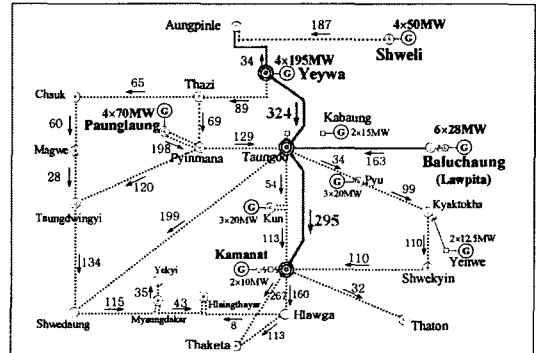 187
4×50MW
Aungpinle
G
Shweli
34
4×195MW
G
Yeywa
65
Thazi
Chauk
89
4×70MW
G
Paunglaung
69
324
Kabaung
G
2×15MW
60
129
6×28MW
G
Magwe
198
Pyinmana
Taungoo
163
Baluchaung
(Lawpita)
34
28
120
G
Pyu
3×20MW
99
Taungdwingyi
199
54
G
Kun
3×20MW
Kyaktokha
295
2×12.5MW
G
Yenwe
113
110
134
Kamanat
G
2×10MW
110
Shwekyin
Yekyi
35
267
160
32
115
43
Hlaingthayar
Shwedaung
Myaungdakar
8
Hlawga
Thaton
113
Thaketa